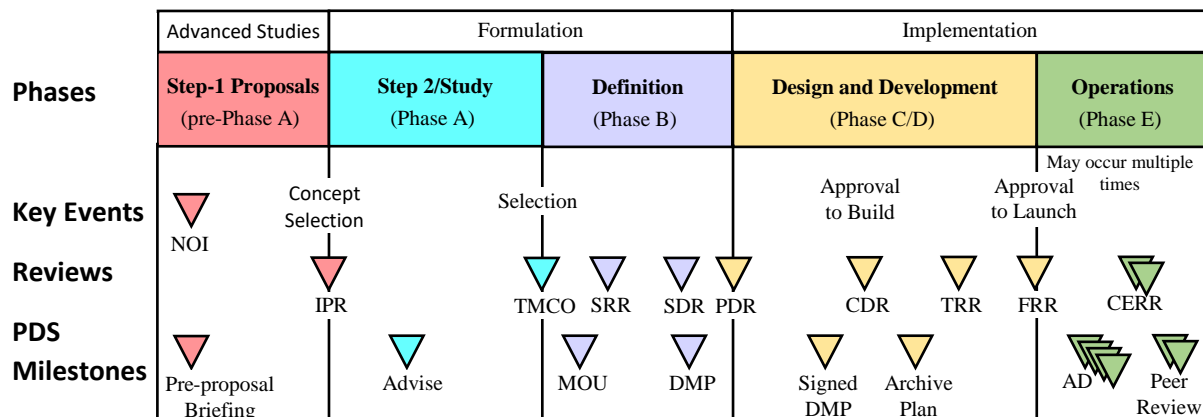 Advanced Studies
Formulation
Implementation
Phases
Step-1 Proposals
(pre-Phase A)
Step 2/Study
(Phase A)
Definition
(Phase B)
Design and Development
(Phase C/D)
Operations
(Phase E)
May occur multiple
times
Key Events
NOI
Concept
Selection
Selection
Approval
to Build
Approval
to Launch
Reviews
IPR
TMCO
SRR
SDR
PDR
CDR
TRR
FRR
CERR
PDS
Milestones
Pre-proposal
Briefing
Advise
MOU
DMP
Signed
DMP
Archive
Plan
AD
Peer
Review